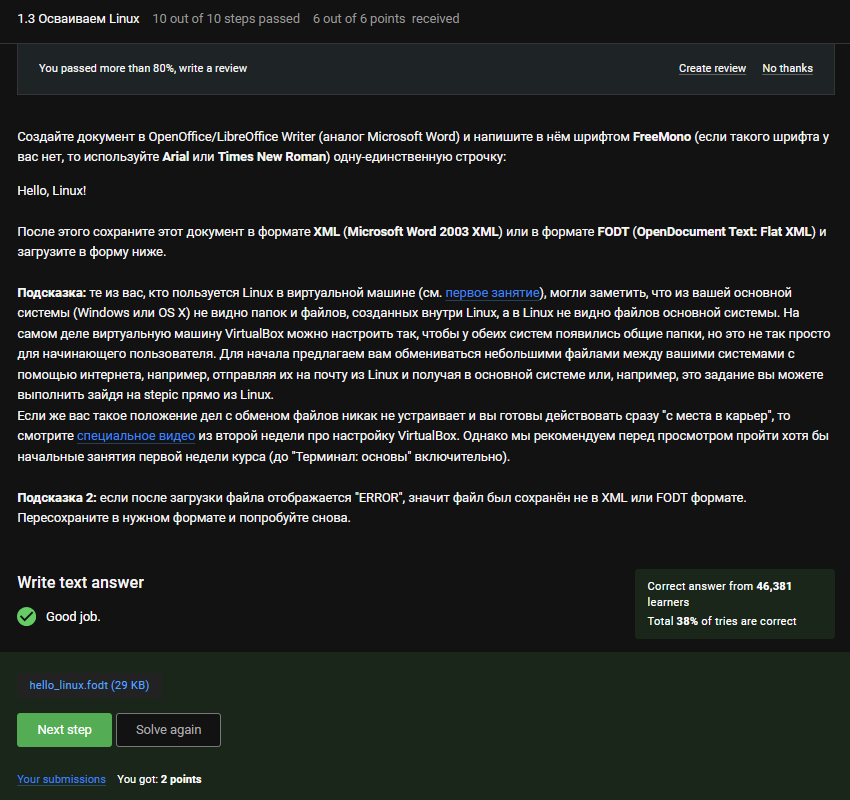 1.3 Осваиваем Linux 10 out of 10 steps passed 6 out of 6 points received
You passed more than 80%, write a review Create review No thanks
Создайте документ в OpenOffice/LibreOffice Writer (аналог Microsoft Word) и напишите в нём шрифтом FreeMono (если такого шрифта у
вас нет, то используйте Arial или Times New Roman) одну-единственную строчку:
Hello, Linux!
После этого сохраните этот документ в формате XML (Microsoft Word 2003 XML) или в формате FODT (OpenDocument Text: Flat XML) и
загрузите в форму ниже.
Подсказка: те из вас, кто пользуется Linux в виртуальной машине (см. первое занятие), могли заметить, что из вашей основной
системы (Windows или OS X) не видно папок и файлов, созданных внутри Linux, а в Linux не видно файлов основной системы. На
самом деле виртуальную машину VirtualBox можно настроить так, чтобы у обеих систем появились общие папки, но это не так просто
для начинающего пользователя. Для начала предлагаем вам обмениваться небольшими файлами между вашими системами с
помощью интернета, например, отправляя их на почту из Linux и получая в основной системе или, например, это задание вы можете
выполнить зайдя на stepic прямо из Linux.
Если же вас такое положение дел с обменом файлов никак не устраивает и вы готовы действовать сразу "с места в карьер", то
смотрите специальное видео из второй недели про настройку VirtualBox. Однако мы рекомендуем перед просмотром пройти хотя бы
начальные занятия первой недели курса (до "Терминал: основы" включительно).
Подсказка 2: если после загрузки файла отображается "ERROR", значит файл был сохранён не в XML или FODT формате.
Пересохраните в нужном формате и попробуйте снова.
Write text answer
Good job.
Correct answer from 46,381
learners
Total 38% of tries are correct
hello_linux.fodt (29 KB)
Next step Solve again
Your submissions You got: 2 points